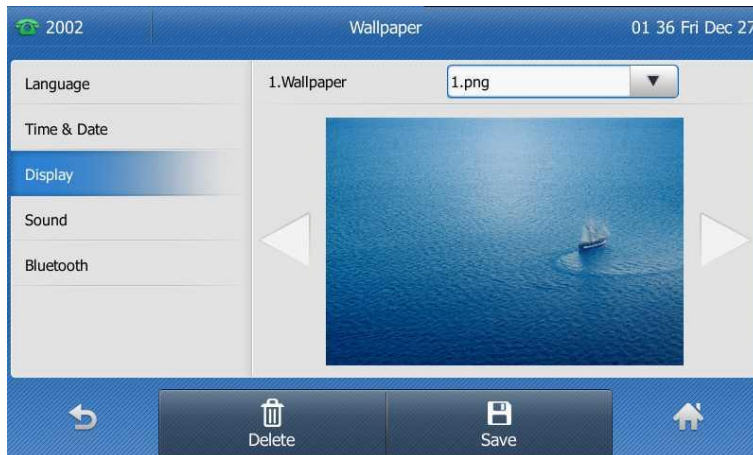 2002
Wallpaper
01 36 Fri Dec 27
Language
Time & Date
Display
Sound
Bluetooth
1.Wallpaper
1.png
Delete
Save